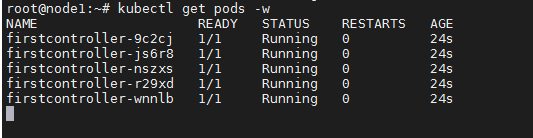 root@node1:~# kubectl get pods -w
NAME                    READY   STATUS    RESTARTS   AGE
firstcontroller-9c2cj   1/1     Running   0          24s
firstcontroller-js6r8   1/1     Running   0          24s
firstcontroller-nszxs   1/1     Running   0          24s
firstcontroller-r29xd   1/1     Running   0          24s
firstcontroller-wnnlb   1/1     Running   0          24s